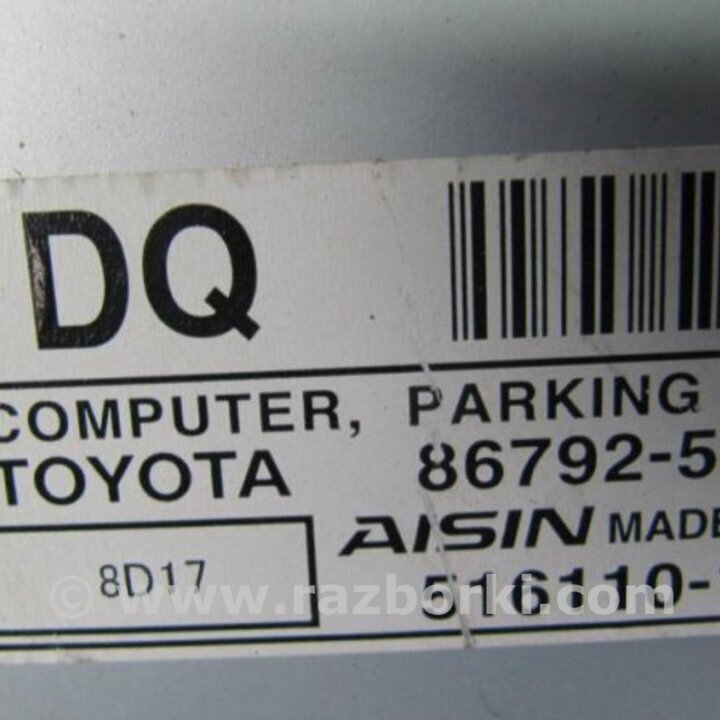 DQ
COMPUTER, PARKING
TOYOTA 86792-5
AISIN MADE
8D17
516110-
© www.razborki.com